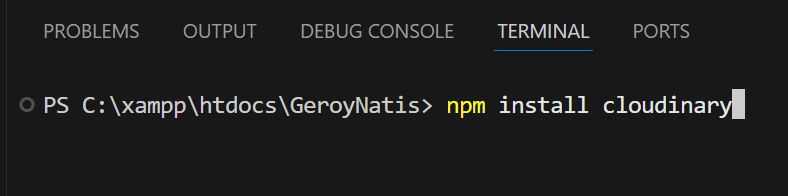 PROBLEMS OUTPUT DEBUG CONSOLE TERMINAL PORTS
PS C:\xampp\htdocs\GeroyNatis> npm install cloudinary